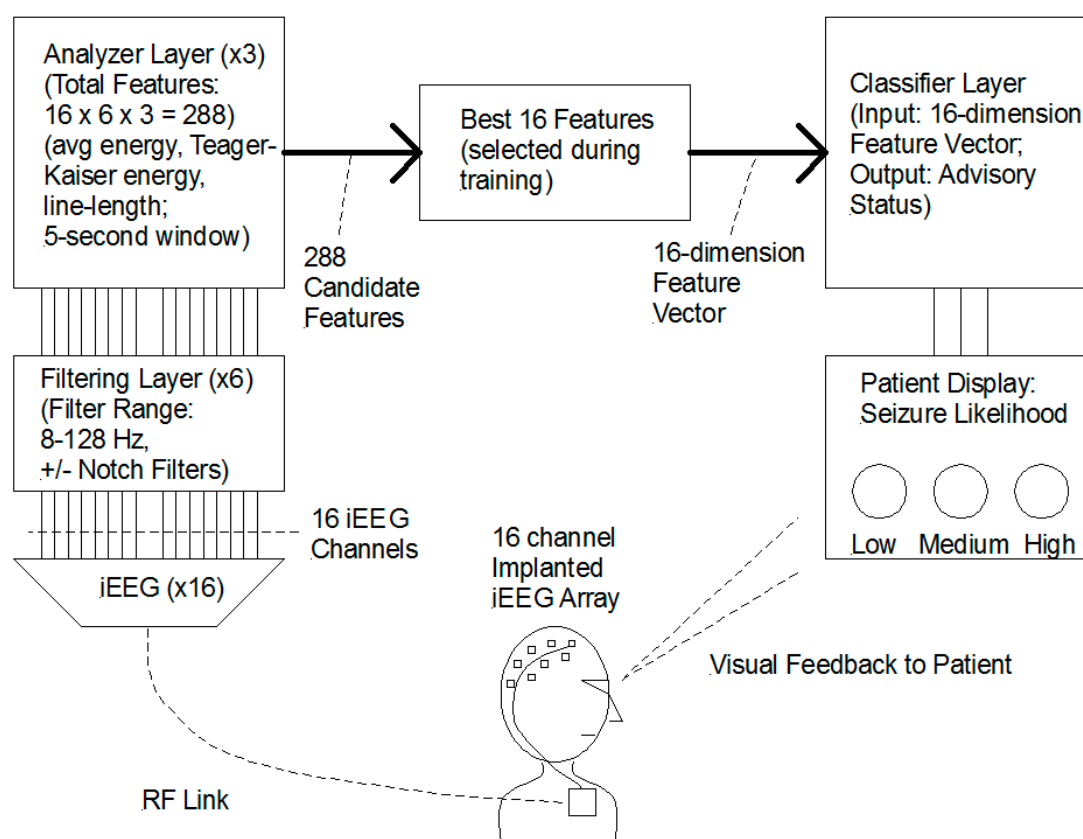 Analyzer Layer (x3)
(Total Features:
16 x 6 x 3 = 288)
(avg energy, Teager-
Kaiser energy,
line-length;
5-second window)
288
Candidate
Features
Best 16 Features
(selected during
training)
16-dimension
Feature
Vector
Classifier Layer
(Input: 16-dimension
Feature Vector;
Output: Advisory
Status)
Filtering Layer (x6)
(Filter Range:
8-128 Hz,
+/- Notch Filters)
16 iEEG
Channels
iEEG (x16)
RF Link
16 channel
Implanted
iEEG Array
Patient Display:
Seizure Likelihood
Low Medium High
Visual Feedback to Patient